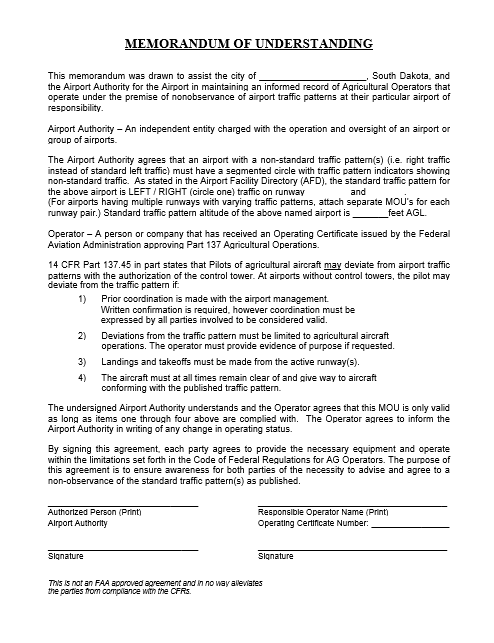 MEMORANDUM OF UNDERSTANDING
This memorandum was drawn to assist the city of ______________________, South Dakota, and
the Airport Authority for the Airport in maintaining an informed record of Agricultural Operators that
operate under the premise of nonobservance of airport traffic patterns at their particular airport of
responsibility.
Airport Authority – An independent entity charged with the operation and oversight of an airport or
group of airports.
The Airport Authority agrees that an airport with a non-standard traffic pattern(s) (i.e. right traffic
instead of standard left traffic) must have a segmented circle with traffic pattern indicators showing
non-standard traffic. As stated in the Airport Facility Directory (AFD), the standard traffic pattern for
the above airport is LEFT / RIGHT (circle one) traffic on runway _________ and _________.
(For airports having multiple runways with varying traffic patterns, attach separate MOU's for each
runway pair.) Standard traffic pattern altitude of the above named airport is _______feet AGL.
Operator – A person or company that has received an Operating Certificate issued by the Federal
Aviation Administration approving Part 137 Agricultural Operations.
14 CFR Part 137.45 in part states that Pilots of agricultural aircraft may deviate from airport traffic
patterns with the authorization of the control tower. At airports without control towers, the pilot may
deviate from the traffic pattern if:
1) Prior coordination is made with the airport management.
Written confirmation is required, however coordination must be
expressed by all parties involved to be considered valid.
2) Deviations from the traffic pattern must be limited to agricultural aircraft
operations. The operator must provide evidence of purpose if requested.
3) Landings and takeoffs must be made from the active runway(s).
4) The aircraft must at all times remain clear of and give way to aircraft
conforming with the published traffic pattern.
The undersigned Airport Authority understands and the Operator agrees that this MOU is only valid
as long as items one through four above are complied with. The Operator agrees to inform the
Airport Authority in writing of any change in operating status.
By signing this agreement, each party agrees to provide the necessary equipment and operate
within the limitations set forth in the Code of Federal Regulations for AG Operators. The purpose of
this agreement is to ensure awareness for both parties of the necessity to advise and agree to a
non-observance of the standard traffic pattern(s) as published.
Authorized Person (Print)
Airport Authority
Responsible Operator Name (Print)
Operating Certificate Number: ________________
Signature
Signature
This is not an FAA approved agreement and in no way alleviates
the parties from compliance with the CFRs.